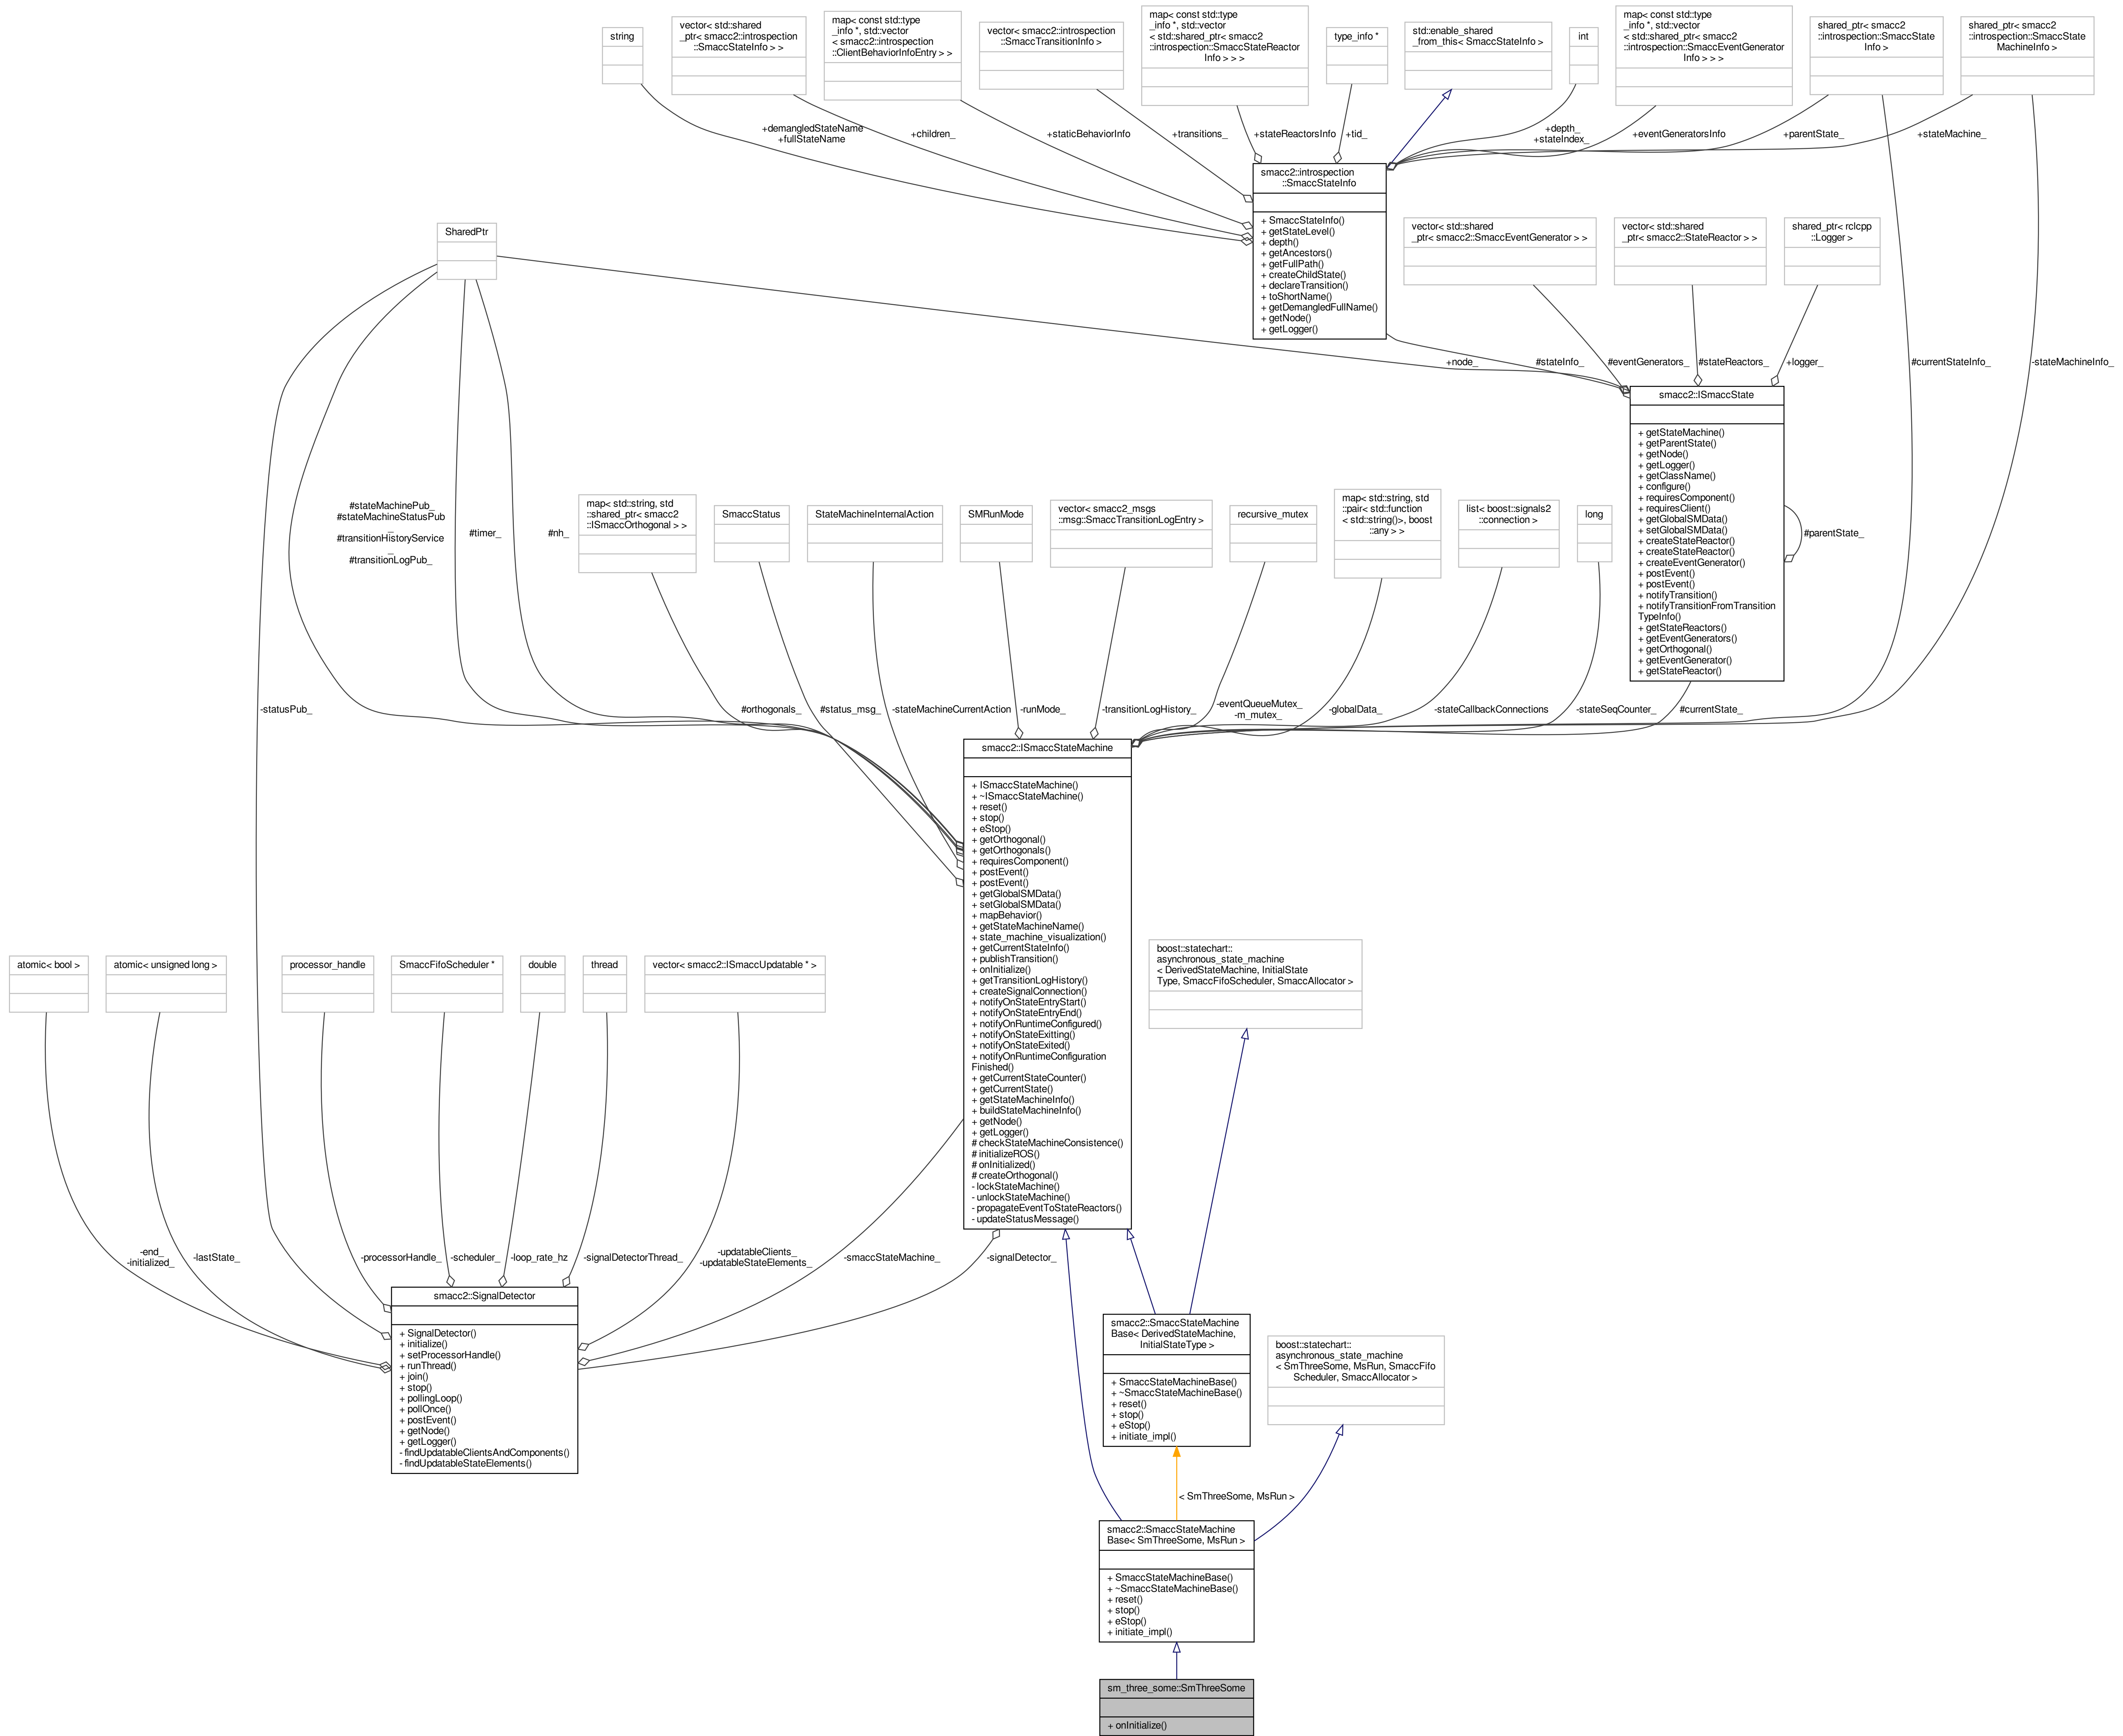 string
vector< std::shared
_ptr< smacc2::introspection
::SmaccStateInfo > >
map< const std::type
_info *, std::vector
< smacc2::introspection
::ClientBehaviorInfoEntry > >
vector< smacc2::introspection
::SmaccTransitionInfo >
map< const std::type
_info *, std::vector
< std::shared_ptr< smacc2
::introspection::SmaccStateReactor
Info > > >
type_info *
std::enable_shared
_from_this< SmaccStateInfo >
int
map< const std::type
_info *, std::vector
< std::shared_ptr< smacc2
::introspection::SmaccEventGenerator
Info > > >
shared_ptr< smacc2
::introspection::SmaccState
Info >
shared_ptr< smacc2
::introspection::SmaccState
MachineInfo >
+demangledStateName
+fullStateName
+children_
+staticBehaviorInfo
+transitions_
+stateReactorsInfo
+tid_
+depth_
+stateIndex_
+eventGeneratorsInfo
+parentState_
+stateMachine_
smacc2::introspection
::SmaccStateInfo
+ SmaccStateInfo()
+ getStateLevel()
+ depth()
+ getAncestors()
+ getFullPath()
+ createChildState()
+ declareTransition()
+ toShortName()
+ getDemangledFullName()
+ getNode()
+ getLogger()
SharedPtr
vector< std::shared
_ptr< smacc2::SmaccEventGenerator > >
vector< std::shared
_ptr< smacc2::StateReactor > >
shared_ptr< rclcpp
::Logger >
+node_
#stateInfo_
#eventGenerators_
#stateReactors_
+logger_
#currentStateInfo_
-stateMachineInfo_
smacc2::ISmaccState
+ getStateMachine()
+ getParentState()
+ getNode()
+ getLogger()
+ getClassName()
+ configure()
+ requiresComponent()
+ requiresClient()
+ getGlobalSMData()
+ setGlobalSMData()
+ createStateReactor()
+ createStateReactor()
+ createEventGenerator()
+ postEvent()
+ postEvent()
+ notifyTransition()
+ notifyTransitionFromTransition
TypeInfo()
+ getStateReactors()
+ getEventGenerators()
+ getOrthogonal()
+ getEventGenerator()
+ getStateReactor()
#parentState_
#stateMachinePub_
#stateMachineStatusPub
_
#transitionHistoryService
_
#transitionLogPub_
#timer_
#nh_
map< std::string, std
::shared_ptr< smacc2
::ISmaccOrthogonal > >
SmaccStatus
StateMachineInternalAction
SMRunMode
vector< smacc2_msgs
::msg::SmaccTransitionLogEntry >
recursive_mutex
map< std::string, std
::pair< std::function
< std::string()>, boost
::any > >
list< boost::signals2
::connection >
long
-statusPub_
#orthogonals_
#status_msg_
-stateMachineCurrentAction
-runMode_
-transitionLogHistory_
-eventQueueMutex_
-m_mutex_
-globalData_
-stateCallbackConnections
-stateSeqCounter_
#currentState_
smacc2::ISmaccStateMachine
+ ISmaccStateMachine()
+ ~ISmaccStateMachine()
+ reset()
+ stop()
+ eStop()
+ getOrthogonal()
+ getOrthogonals()
+ requiresComponent()
+ postEvent()
+ postEvent()
+ getGlobalSMData()
+ setGlobalSMData()
+ mapBehavior()
+ getStateMachineName()
+ state_machine_visualization()
+ getCurrentStateInfo()
+ publishTransition()
+ onInitialize()
+ getTransitionLogHistory()
+ createSignalConnection()
+ notifyOnStateEntryStart()
+ notifyOnStateEntryEnd()
+ notifyOnRuntimeConfigured()
+ notifyOnStateExitting()
+ notifyOnStateExited()
+ notifyOnRuntimeConfiguration
Finished()
+ getCurrentStateCounter()
+ getCurrentState()
+ getStateMachineInfo()
+ buildStateMachineInfo()
+ getNode()
+ getLogger()
# checkStateMachineConsistence()
# initializeROS()
# onInitialized()
# createOrthogonal()
- lockStateMachine()
- unlockStateMachine()
- propagateEventToStateReactors()
- updateStatusMessage()
atomic< bool >
atomic< unsigned long >
processor_handle
SmaccFifoScheduler *
double
thread
vector< smacc2::ISmaccUpdatable * >
boost::statechart::
asynchronous_state_machine
< DerivedStateMachine, InitialState
Type, SmaccFifoScheduler, SmaccAllocator >
-end_
-initialized_
-lastState_
-processorHandle_
-scheduler_
-loop_rate_hz
-signalDetectorThread_
-updatableClients_
-updatableStateElements_
-smaccStateMachine_
-signalDetector_
smacc2::SignalDetector
+ SignalDetector()
+ initialize()
+ setProcessorHandle()
+ runThread()
+ join()
+ stop()
+ pollingLoop()
+ pollOnce()
+ postEvent()
+ getNode()
+ getLogger()
- findUpdatableClientsAndComponents()
- findUpdatableStateElements()
smacc2::SmaccStateMachine
Base< DerivedStateMachine,
InitialStateType >
+ SmaccStateMachineBase()
+ ~SmaccStateMachineBase()
+ reset()
+ stop()
+ eStop()
+ initiate_impl()
boost::statechart::
asynchronous_state_machine
< SmThreeSome, MsRun, SmaccFifo
Scheduler, SmaccAllocator >
< SmThreeSome, MsRun >
smacc2::SmaccStateMachine
Base< SmThreeSome, MsRun >
+ SmaccStateMachineBase()
+ ~SmaccStateMachineBase()
+ reset()
+ stop()
+ eStop()
+ initiate_impl()
sm_three_some::SmThreeSome
+ onInitialize()